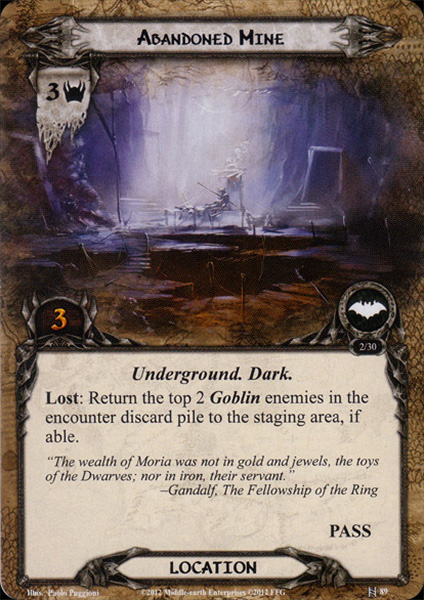 Abandoned Mine
3
3
2/30
Underground. Dark.
Lost: Return the top 2 Goblin enemies in the
encounter discard pile to the staging area, if
able.
“The wealth of Moria was not in gold and jewels, the toys
of the Dwarves; nor in iron, their servant.”
–Gandalf, The Fellowship of the Ring
PASS
LOCATION
Illus. Paolo Puggioni ©2012 Middle-earth Enterprises ©2012 FFG 89